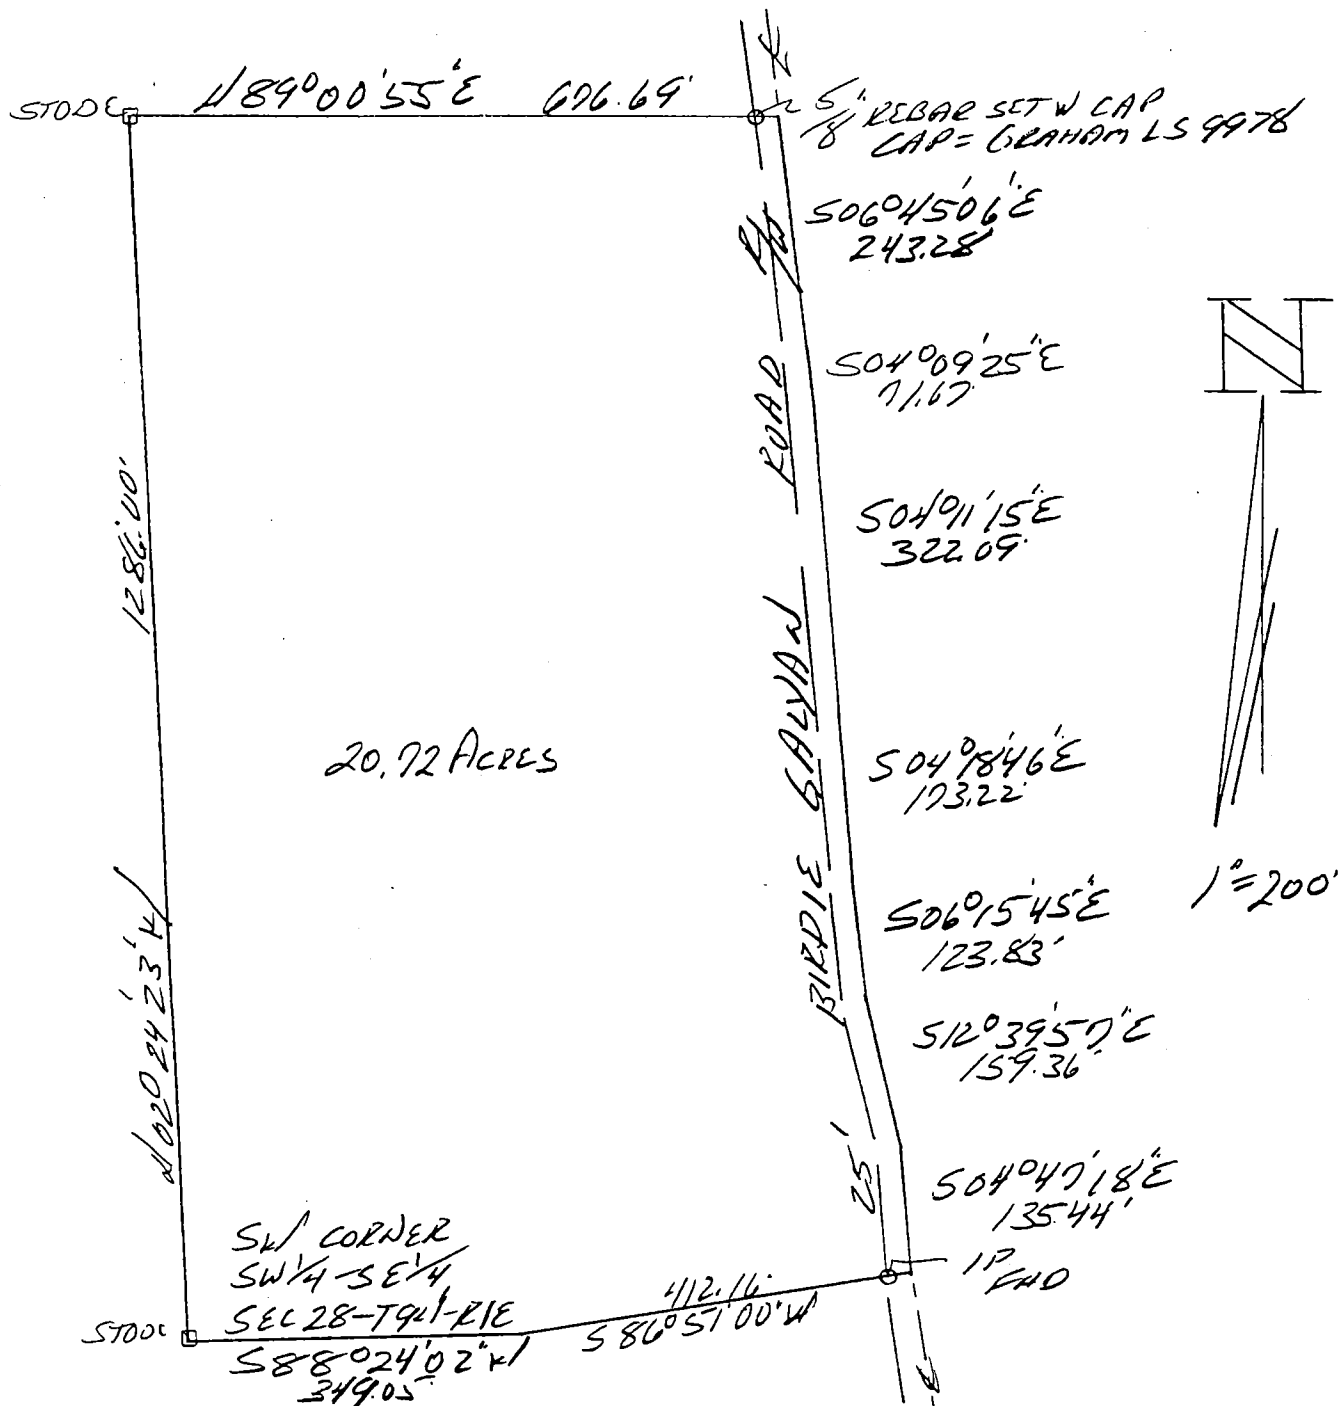 N89°00'55"E 676.69'
STONE
5/8" REBAR SET W CAP
CAP = GRAHAM LS 9978
S06°45'06"E
243.28'
R/W
N
S04°09'25"E
71.67'
ROAD
1286.00'
S04°11'15"E
322.09'
GALVAN
20.72 ACRES
S04°18'46"E
173.22'
1"=200'
BIRDIE
S06°15'45"E
123.83'
N02°24'23"W
S12°39'57"E
159.36'
25'
S04°47'18"E
135.44'
IP
FND
SW CORNER
SW1/4-SE1/4
SEC 28-T9N-R1E
STONE
412.16'
S86°51'00"W
S88°24'02"W
349.05'